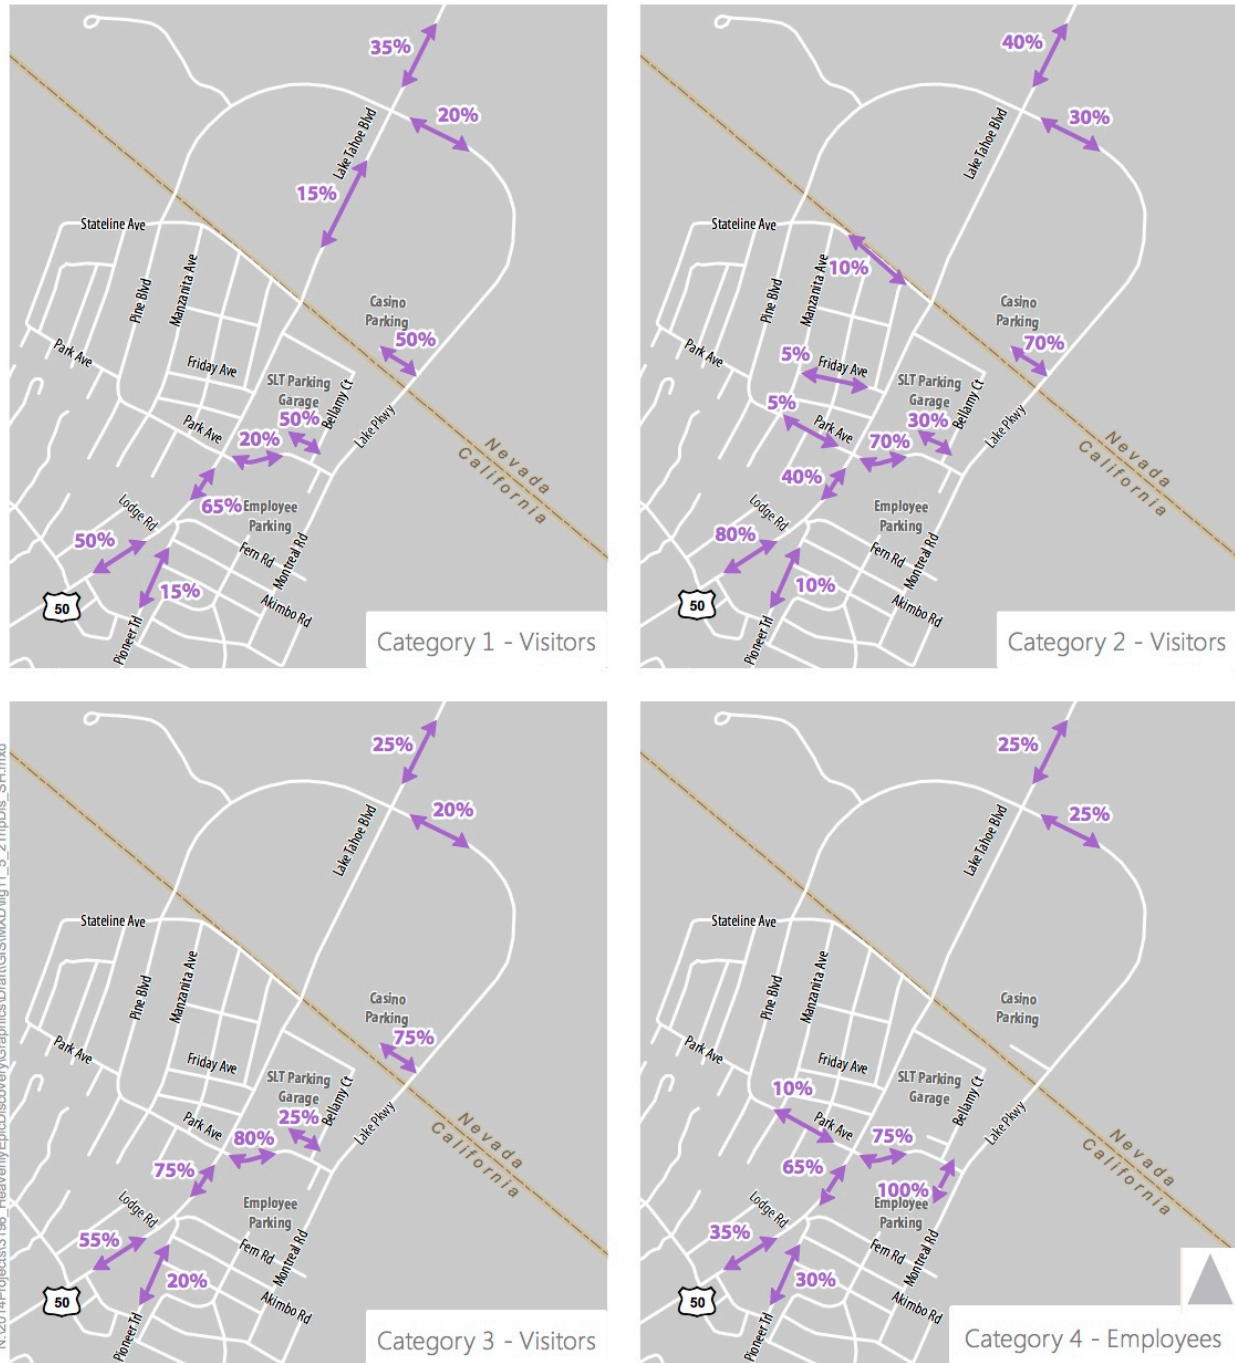 35%
20%
Lake Tahoe Blvd
15%
Stateline Ave
Pine Blvd
Manzanita Ave
Casino
Parking
50%
Park Ave
Friday Ave
SLT Parking
Garage
Bellamy Ct
50%
Lake Pkwy
Park Ave
20%
Nevada
California
65%
Employee
Parking
Lodge Rd
50%
Fern Rd
Montreal Rd
15%
50
Akimbo Rd
Pioneer Trl
Category 1 - Visitors
40%
30%
Lake Tahoe Blvd
Stateline Ave
10%
Pine Blvd
Manzanita Ave
Casino
Parking
70%
Park Ave
5%
Friday Ave
SLT Parking
Garage
Bellamy Ct
5%
30%
Lake Pkwy
Park Ave
70%
Nevada
California
40%
Employee
Parking
Lodge Rd
80%
Fern Rd
Montreal Rd
10%
50
Akimbo Rd
Pioneer Trl
Category 2 - Visitors
25%
20%
Lake Tahoe Blvd
Stateline Ave
Pine Blvd
Manzanita Ave
Casino
Parking
75%
Park Ave
Friday Ave
SLT Parking
Garage
Bellamy Ct
25%
Lake Pkwy
Park Ave
80%
Nevada
California
75%
Employee
Parking
Lodge Rd
55%
Fern Rd
Montreal Rd
20%
50
Akimbo Rd
Pioneer Trl
Category 3 - Visitors
25%
25%
Lake Tahoe Blvd
Stateline Ave
Pine Blvd
Manzanita Ave
Casino
Parking
Park Ave
Friday Ave
SLT Parking
Garage
Bellamy Ct
10%
Lake Pkwy
Park Ave
75%
Nevada
California
65%
100%
Employee
Parking
Lodge Rd
35%
Fern Rd
Montreal Rd
30%
50
Akimbo Rd
Pioneer Trl
Category 4 - Employees